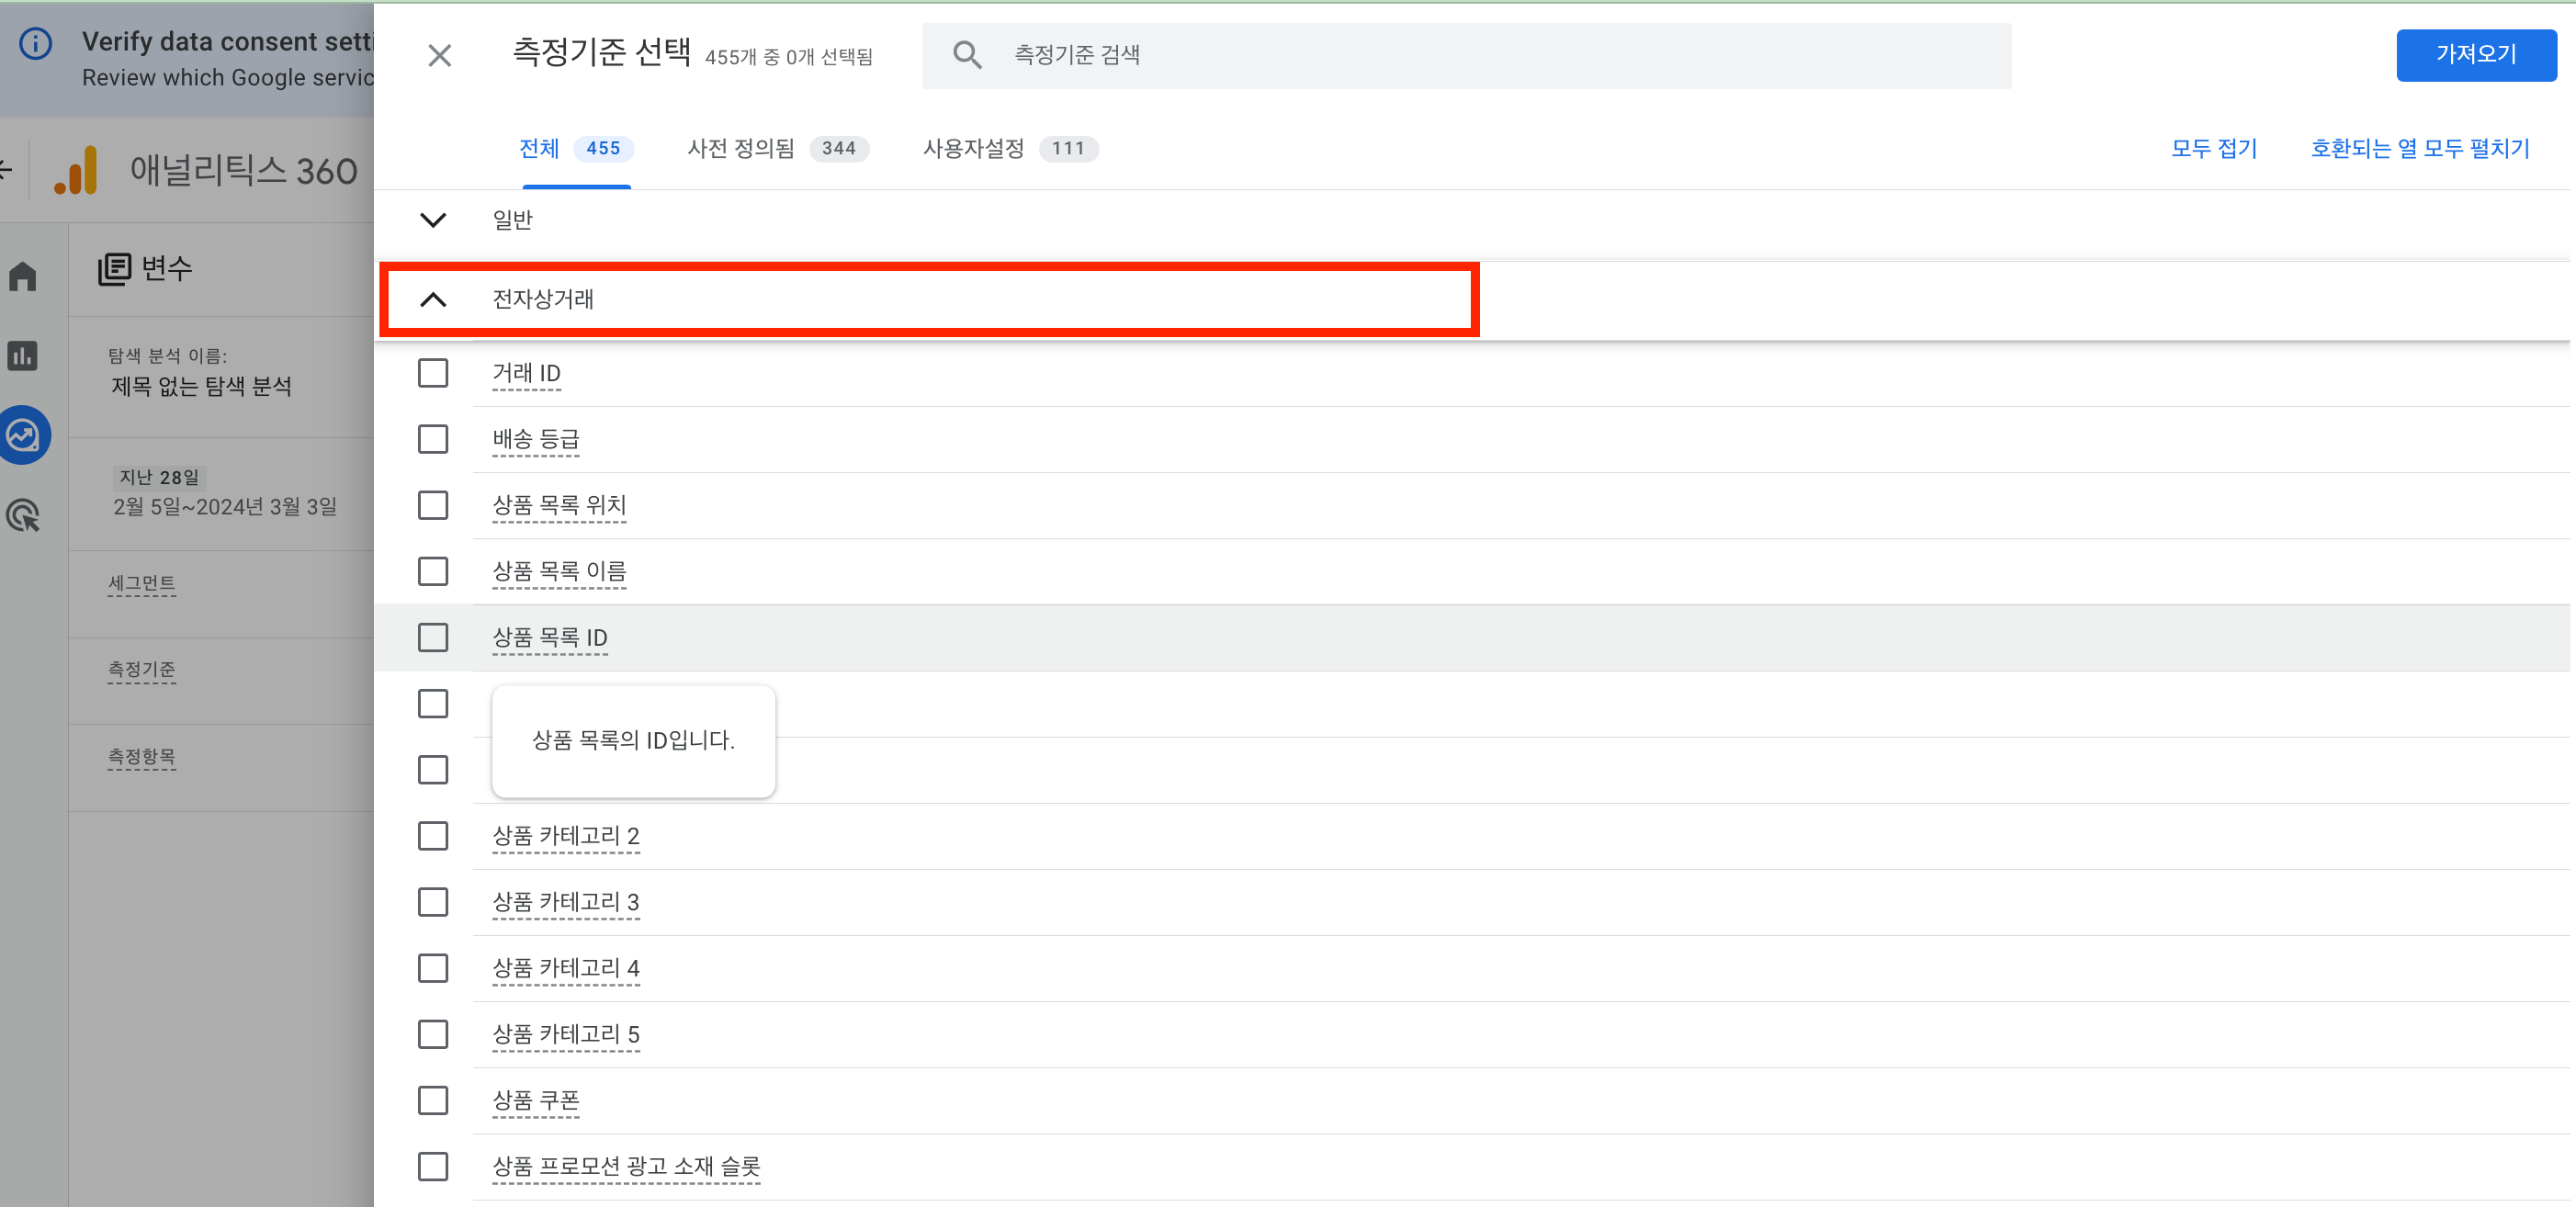 Verify data consent setti
Review which Google servic
애널리틱스 360
변수
탐색 분석 이름:
제목 없는 탐색 분석
지난 28일
2월 5일~2024년 3월 3일
세그먼트
측정기준
측정항목
측정기준 선택 455개 중 0개 선택됨
측정기준 검색
가져오기
전체 455 사전 정의됨 344 사용자설정 111
모두 접기 호환되는 열 모두 펼치기
일반
전자상거래
거래 ID
배송 등급
상품 목록 위치
상품 목록 이름
상품 목록 ID
상품 목록의 ID입니다.
상품 카테고리 2
상품 카테고리 3
상품 카테고리 4
상품 카테고리 5
상품 쿠폰
상품 프로모션 광고 소재 슬롯